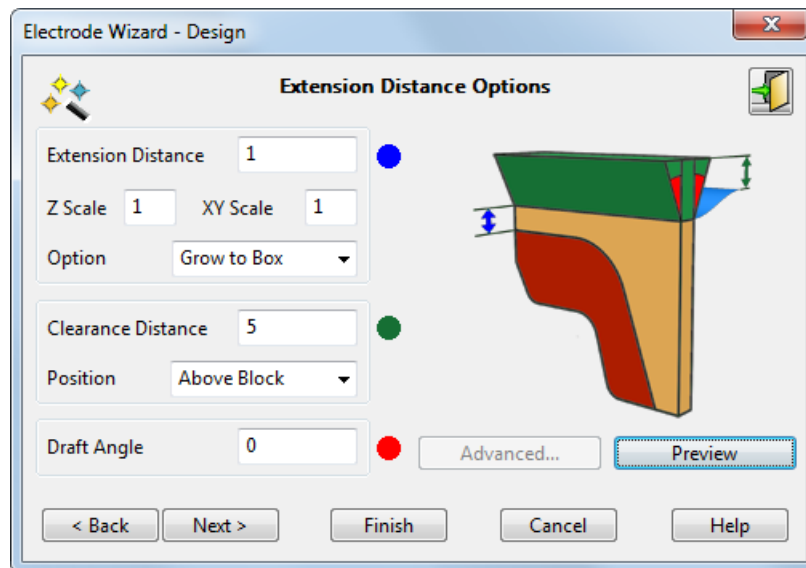 Electrode Wizard - Design
Extension Distance Options
Extension Distance 1
Z Scale 1 XY Scale 1
Option Grow to Box
Clearance Distance 5
Position Above Block
Draft Angle 0
Advanced... Preview
< Back Next > Finish Cancel Help